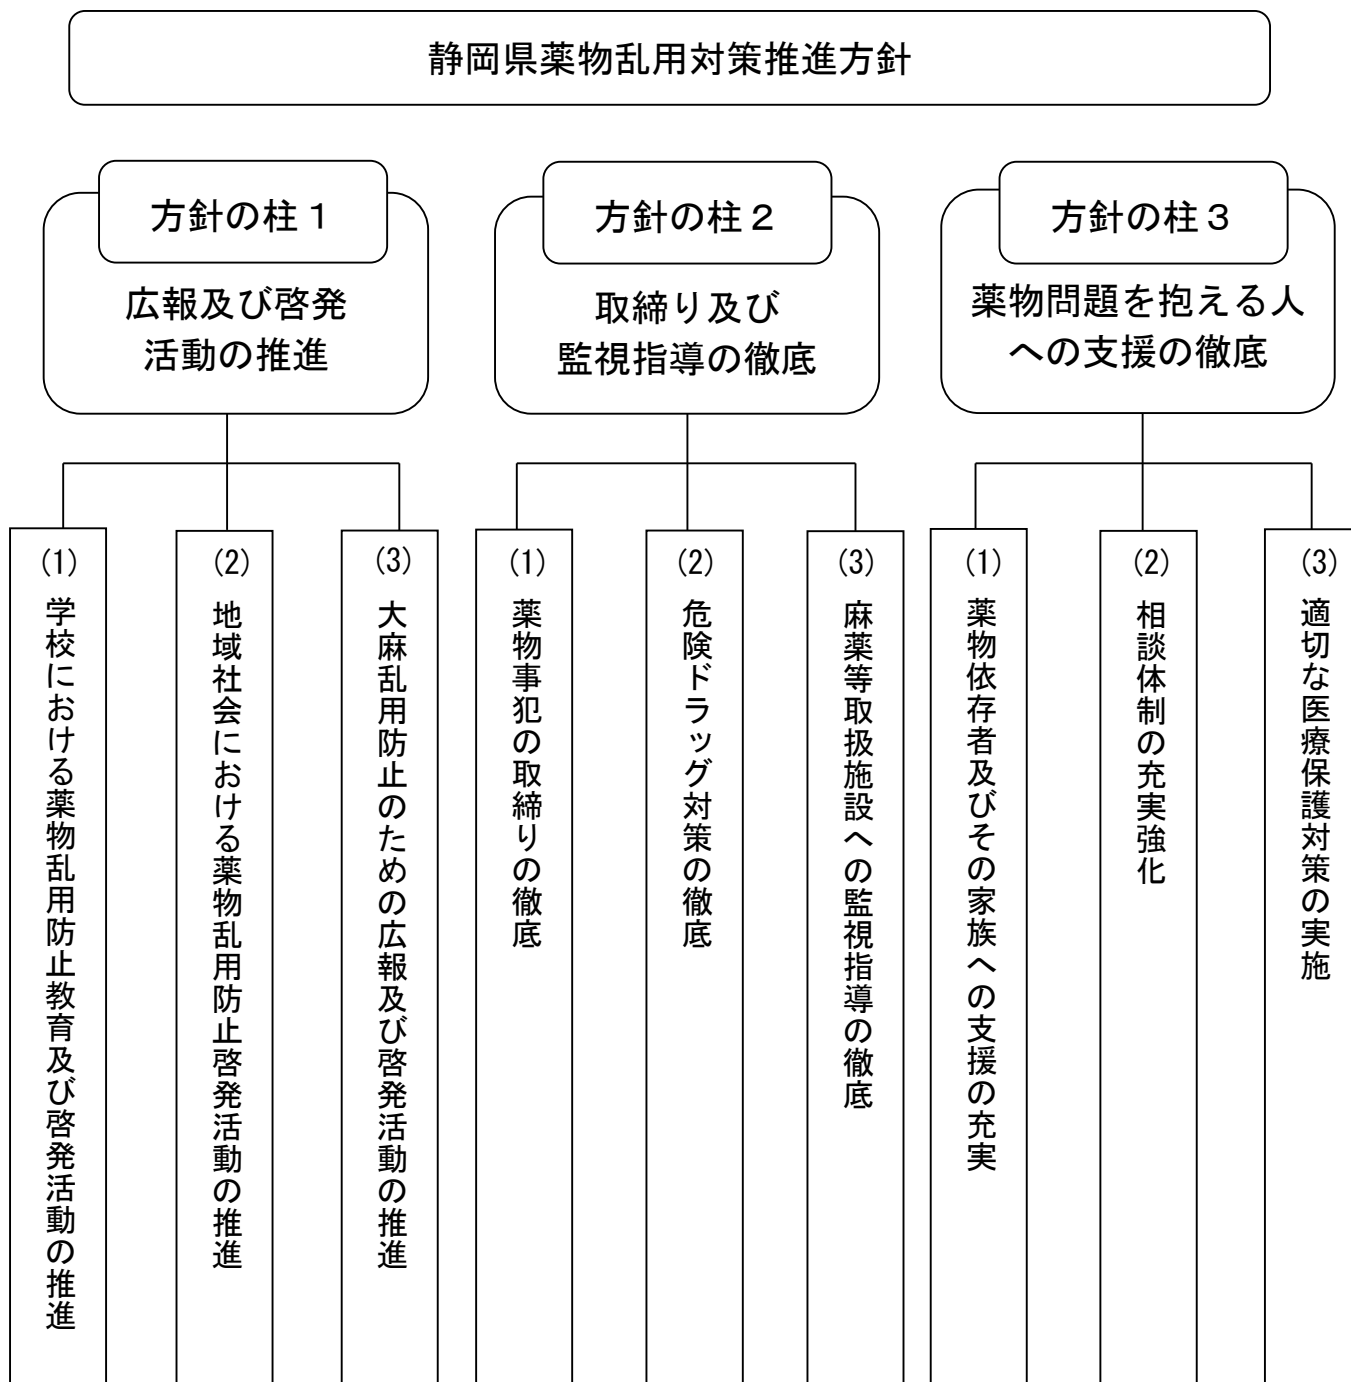 静岡県薬物乱用対策推進方針
方針の柱１
広報及び啓発
活動の推進
(1) 学校における薬物乱用防止教育及び啓発活動の推進
(2) 地域社会における薬物乱用防止啓発活動の推進
(3) 大麻乱用防止のための広報及び啓発活動の推進
方針の柱２
取締り及び
監視指導の徹底
(1) 薬物事犯の取締りの徹底
(2) 危険ドラッグ対策の徹底
(3) 麻薬等取扱施設への監視指導の徹底
方針の柱３
薬物問題を抱える人
への支援の徹底
(1) 薬物依存者及びその家族への支援の充実
(2) 相談体制の充実強化
(3) 適切な医療保護対策の実施